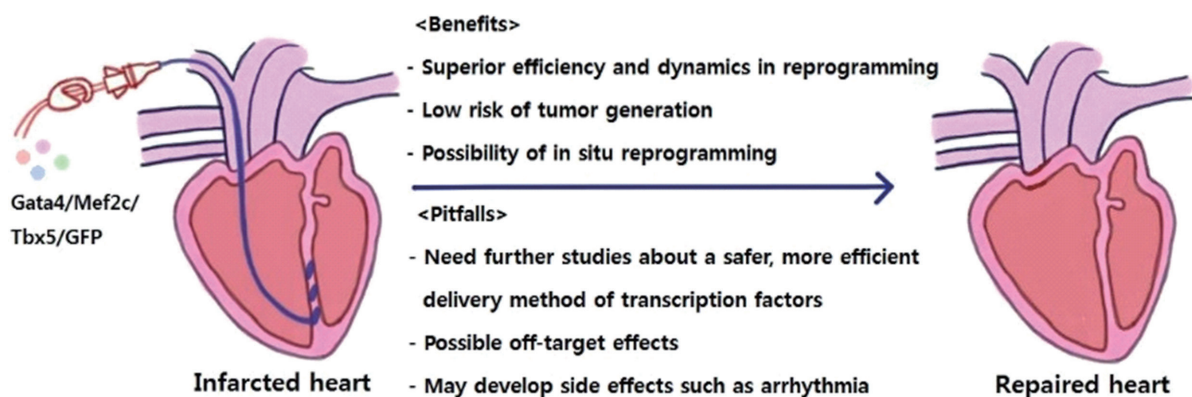 <Benefits>
- Superior efficiency and dynamics in reprogramming
- Low risk of tumor generation
- Possibility of in situ reprogramming
Gata4/Mef2c/
Tbx5/GFP
<Pitfalls>
- Need further studies about a safer, more efficient
delivery method of transcription factors
- Possible off-target effects
- May develop side effects such as arrhythmia
Infarcted heart
Repaired heart